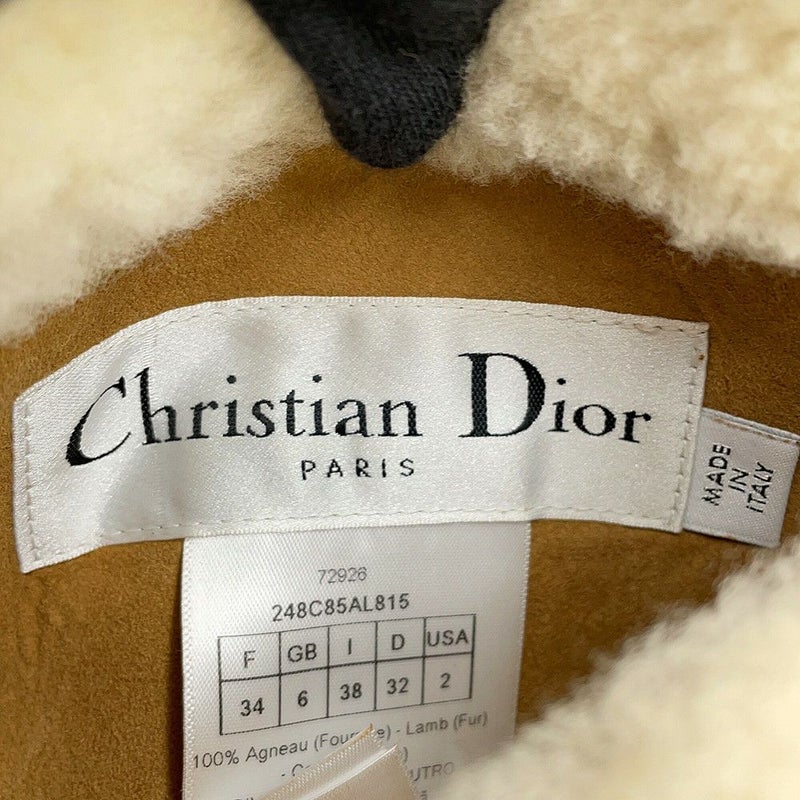 Christian Dior
PARIS
MADE
IN
ITALY
72926
248C85AL815
F GB I D USA
34 6 38 32 2
100% Agneau - Lamb (Fur)